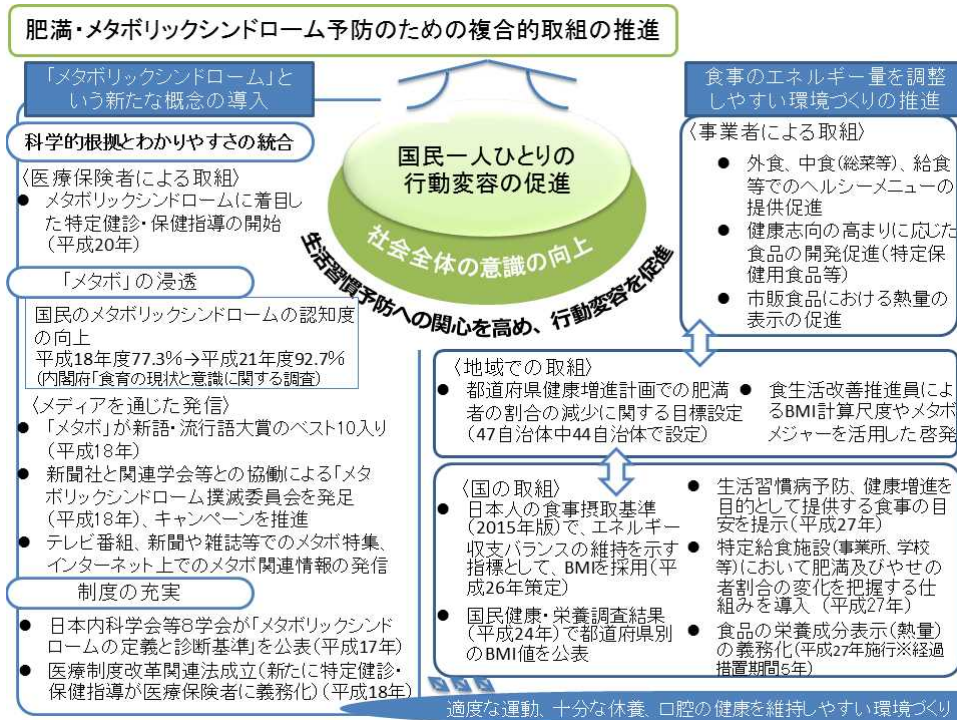 肥満・メタボリックシンドローム予防のための複合的取組の推進
「メタボリックシンドローム」と
いう新たな概念の導入
科学的根拠とわかりやすさの統合
〈医療保険者による取組〉
● メタボリックシンドロームに着目し
た特定健診・保健指導の開始
(平成20年)
「メタボ」の浸透
国民のメタボリックシンドロームの認知度
の向上
平成18年度77.3%→平成21年度92.7%
(内閣府「食育の現状と意識に関する調査)
〈メディアを通じた発信〉
● 「メタボ」が新語・流行語大賞のベスト10入り
(平成18年)
● 新聞社と関連学会等との協働による「メタ
ボリックシンドローム撲滅委員会を発足
(平成18年)、キャンペーンを推進
● テレビ番組、新聞や雑誌等でのメタボ特集、
インターネット上でのメタボ関連情報の発信
制度の充実
● 日本内科学会等8学会が「メタボリックシンド
ロームの定義と診断基準」を公表(平成17年)
● 医療制度改革関連法成立(新たに特定健診・
保健指導が医療保険者に義務化)(平成18年)
国民一人ひとりの
行動変容の促進
社会全体の意識の向上
生活習慣予防への関心を高め、行動変容を促進
食事のエネルギー量を調整
しやすい環境づくりの推進
〈事業者による取組〉
● 外食、中食(総菜等)、給食
等でのヘルシーメニューの
提供促進
● 健康志向の高まりに応じた
食品の開発促進(特定保
健用食品等)
● 市販食品における熱量の
表示の促進
〈地域での取組〉
● 都道府県健康増進計画での肥満
者の割合の減少に関する目標設定
(47自治体中44自治体で設定)
● 食生活改善推進員によ
るBMI計算尺度やメタボ
メジャーを活用した啓発
〈国の取組〉
● 日本人の食事摂取基準
(2015年版)で、エネルギー
収支バランスの維持を示す
指標として、BMIを採用(平
成26年策定)
● 国民健康・栄養調査結果
(平成24年)で都道府県別
のBMI値を公表
● 生活習慣病予防、健康増進を
目的として提供する食事の目
安を提示(平成27年)
● 特定給食施設(事業所、学校
等)において肥満及びやせの
者割合の変化を把握する仕
組みを導入 (平成27年)
● 食品の栄養成分表示(熱量)
の義務化(平成27年施行※経過
措置期間5年)
適度な運動、十分な休養、口腔の健康を維持しやすい環境づくり